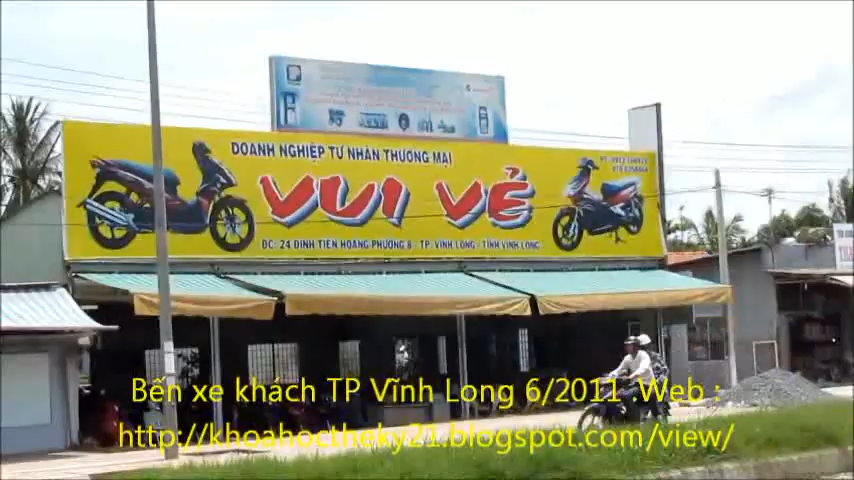 DOANH NGHIỆP TƯ NHÂN THƯƠNG MẠI
VUI VẺ
ĐC: 24 ĐINH TIÊN HOÀNG PHƯỜNG 8 - TP. VĨNH LONG - TỈNH VĨNH LONG
Bến xe khách TP Vĩnh Long 6/2011 .Web :
http://khoahoctheky21.blogspot.com/view/